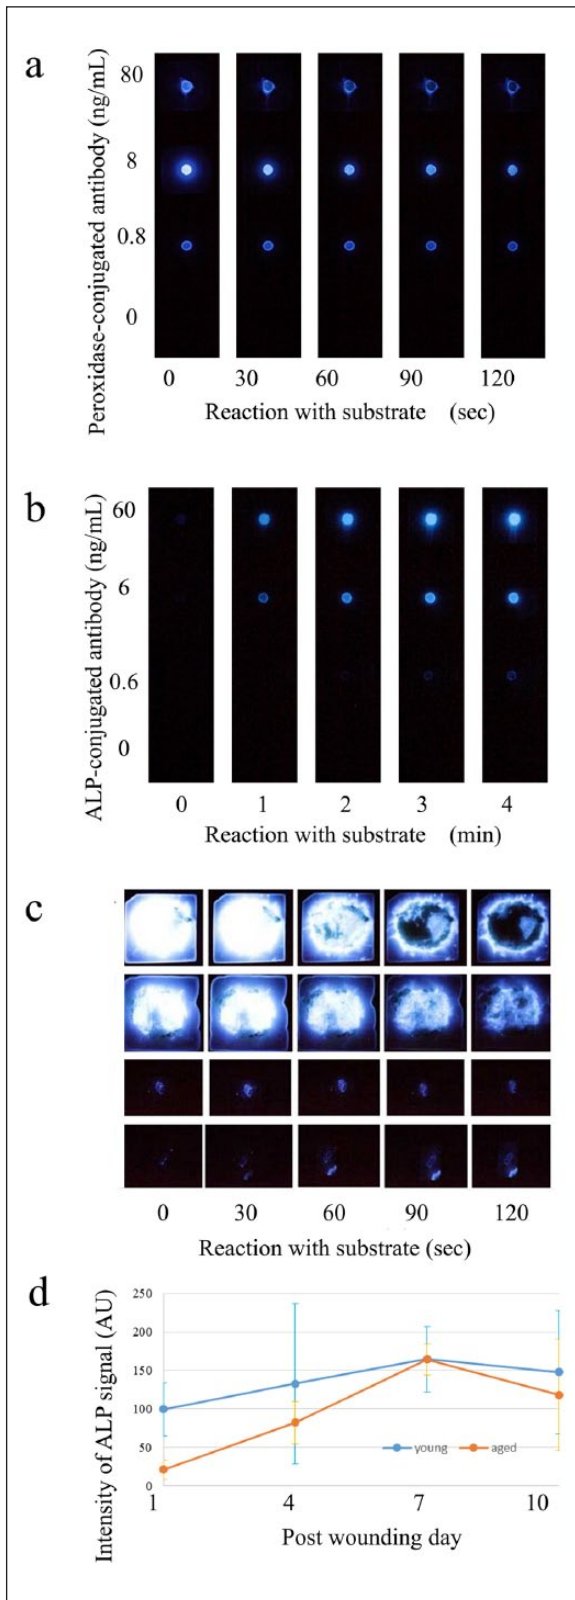 a
Peroxidase-conjugated antibody (ng/mL)
80
8
0.8
0
0 30 60 90 120
Reaction with substrate (sec)
b
ALP-conjugated antibody (ng/mL)
60
6
0.6
0
0 1 2 3 4
Reaction with substrate (min)
c
0 30 60 90 120
Reaction with substrate (sec)
d
Intensity of ALP signal (AU)
250
200
150
100
50
0
young aged
1 4 7 10
Post wounding day